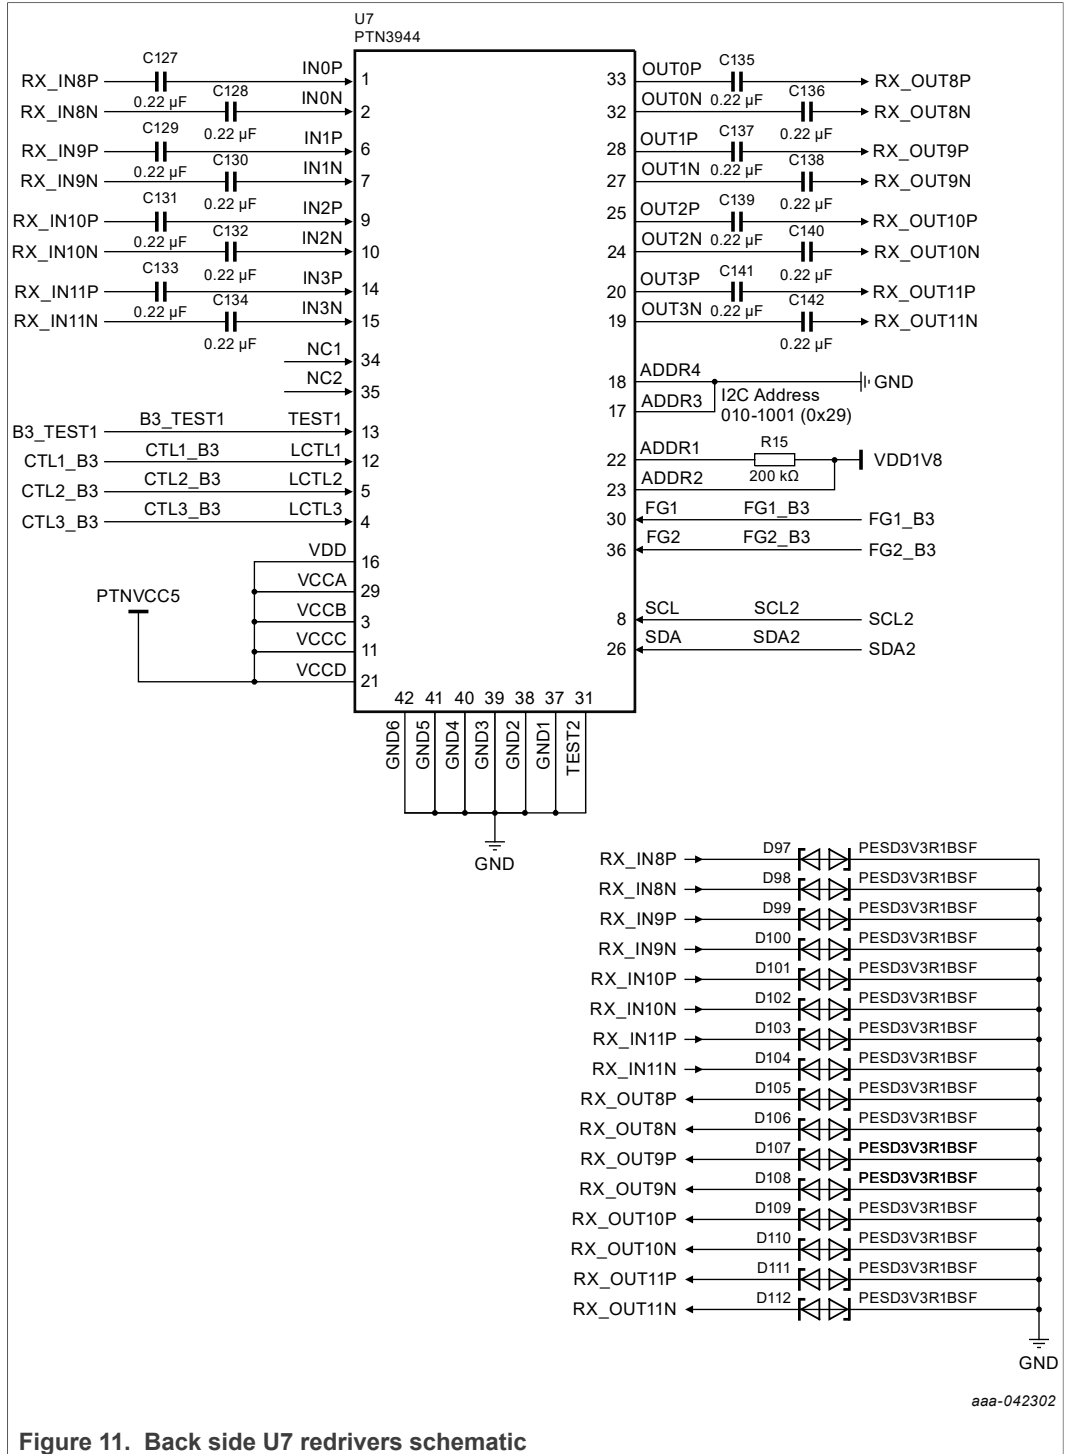 U7
PTN3944
RX_IN8P C127 0.22 µF IN0P 1
RX_IN8N C128 0.22 µF IN0N 2
RX_IN9P C129 0.22 µF IN1P 6
RX_IN9N C130 0.22 µF IN1N 7
RX_IN10P C131 0.22 µF IN2P 9
RX_IN10N C132 0.22 µF IN2N 10
RX_IN11P C133 0.22 µF IN3P 14
RX_IN11N C134 0.22 µF IN3N 15
NC1 34
NC2 35
B3_TEST1 B3_TEST1 TEST1 13
CTL1_B3 CTL1_B3 LCTL1 12
CTL2_B3 CTL2_B3 LCTL2 5
CTL3_B3 CTL3_B3 LCTL3 4
VDD 16
VCCA 29
PTNVCC5
VCCB 3
VCCC 11
VCCD 21
33 OUT0P C135 0.22 µF RX_OUT8P
32 OUT0N C136 0.22 µF RX_OUT8N
28 OUT1P C137 0.22 µF RX_OUT9P
27 OUT1N C138 0.22 µF RX_OUT9N
25 OUT2P C139 0.22 µF RX_OUT10P
24 OUT2N C140 0.22 µF RX_OUT10N
20 OUT3P C141 0.22 µF RX_OUT11P
19 OUT3N C142 0.22 µF RX_OUT11N
18 ADDR4 GND
17 ADDR3
I2C Address
010-1001 (0x29)
22 ADDR1 R15 200 kΩ VDD1V8
23 ADDR2
30 FG1 FG1_B3 FG1_B3
36 FG2 FG2_B3 FG2_B3
8 SCL SCL2 SCL2
26 SDA SDA2 SDA2
42 41 40 39 38 37 31
GND6 GND5 GND4 GND3 GND2 GND1 TEST2
GND
RX_IN8P D97 PESD3V3R1BSF
RX_IN8N D98 PESD3V3R1BSF
RX_IN9P D99 PESD3V3R1BSF
RX_IN9N D100 PESD3V3R1BSF
RX_IN10P D101 PESD3V3R1BSF
RX_IN10N D102 PESD3V3R1BSF
RX_IN11P D103 PESD3V3R1BSF
RX_IN11N D104 PESD3V3R1BSF
RX_OUT8P D105 PESD3V3R1BSF
RX_OUT8N D106 PESD3V3R1BSF
RX_OUT9P D107 PESD3V3R1BSF
RX_OUT9N D108 PESD3V3R1BSF
RX_OUT10P D109 PESD3V3R1BSF
RX_OUT10N D110 PESD3V3R1BSF
RX_OUT11P D111 PESD3V3R1BSF
RX_OUT11N D112 PESD3V3R1BSF
GND
aaa-042302
Figure 11. Back side U7 redrivers schematic